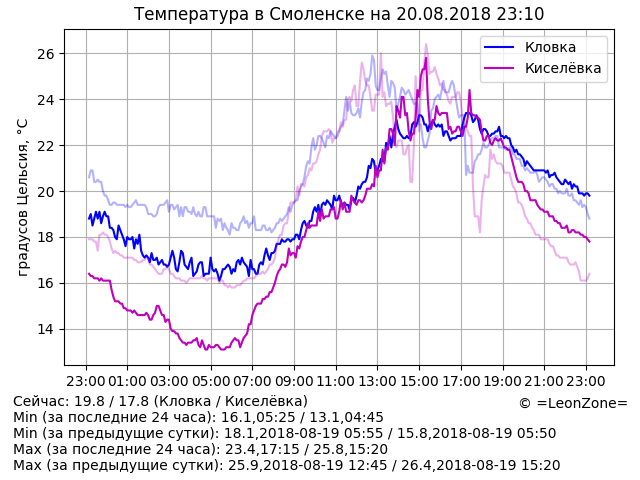 Температура в Смоленске на 20.08.2018 23:10
Кловка
Киселёвка
градусов Цельсия, °C
26
24
22
20
18
16
14
23:00 01:00 03:00 05:00 07:00 09:00 11:00 13:00 15:00 17:00 19:00 21:00 23:00
Сейчас: 19.8 / 17.8 (Кловка / Киселёвка)
© =LeonZone=
Min (за последние 24 часа): 16.1,05:25 / 13.1,04:45
Min (за предыдущие сутки): 18.1,2018-08-19 05:55 / 15.8,2018-08-19 05:50
Max (за последние 24 часа): 23.4,17:15 / 25.8,15:20
Max (за предыдущие сутки): 25.9,2018-08-19 12:45 / 26.4,2018-08-19 15:20